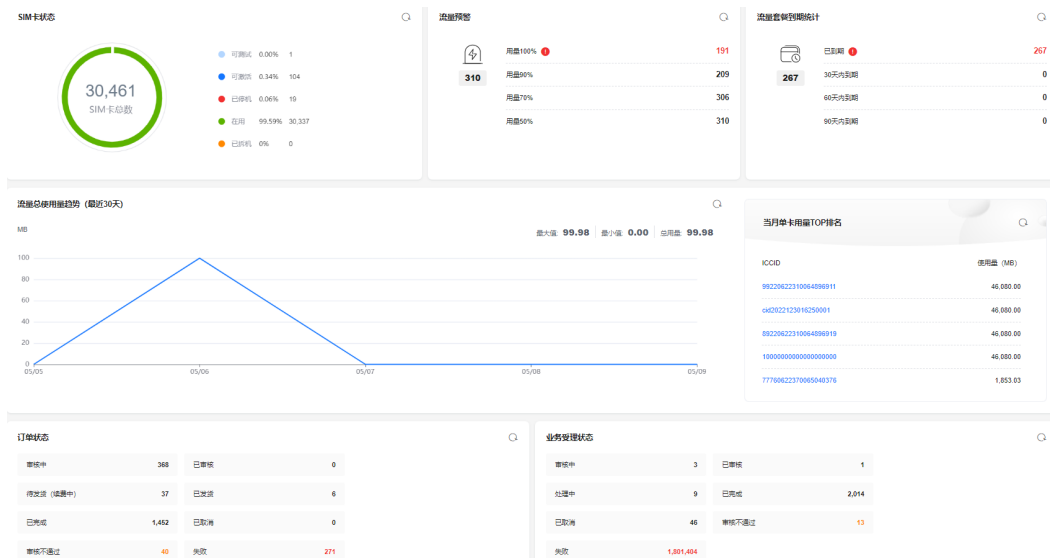 SIM卡状态
30,461
SIM卡总数
可测试 0.00% 1
可激活 0.34% 104
已停机 0.06% 19
在用 99.59% 30,337
已拆机 0% 0
流量预警
310
用量100% 191
用量90% 209
用量70% 306
用量50% 310
流量套餐到期统计
267
已到期 267
30天内到期 0
60天内到期 0
90天内到期 0
流量总使用量趋势（最近30天）
MB
最大值 99.98 最小值 0.00 总用量 99.98
100
80
60
40
20
0
05/05 05/06 05/07 05/08 05/09
当月单卡用量TOP排名
ICCID 使用量（MB）
99220622310064896911 46,080.00
cid2022123016250001 46,080.00
89220622310064896919 46,080.00
10000000000000000000 46,080.00
77760622370065040376 1,853.03
订单状态
审核中 368 已审核 0
待发货（续费中） 37 已发货 6
已完成 1,452 已取消 0
审核不通过 40 失败 271
业务受理状态
审核中 3 已审核 1
处理中 9 已完成 2,014
已取消 46 审核不通过 13
失败 1,801,404